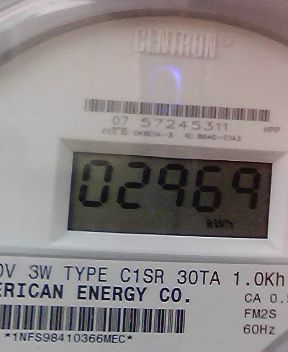 CENTRON®
07 57245311 HPP
02969
kWh
0V 3W TYPE C1SR 30TA 1.0Kh
ERICAN ENERGY CO. CA 0.5
FM2S
60Hz
*1NFS98410366MEC*